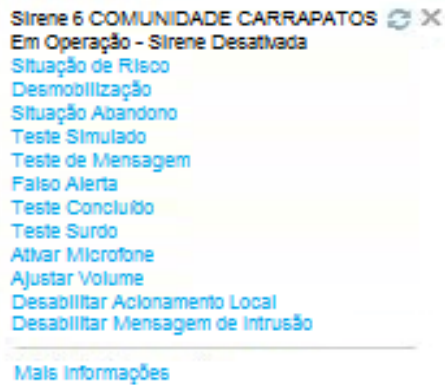 Sirene 6 COMUNIDADE CARRAPATOS
Em Operação - Sirene Desativada
Situação de Risco
Desmobilização
Situação Abandono
Teste Simulado
Teste de Mensagem
Falso Alerta
Teste Concluído
Teste Surdo
Ativar Microfone
Ajustar Volume
Desabilitar Acionamento Local
Desabilitar Mensagem de Intrusão
Mais Informações